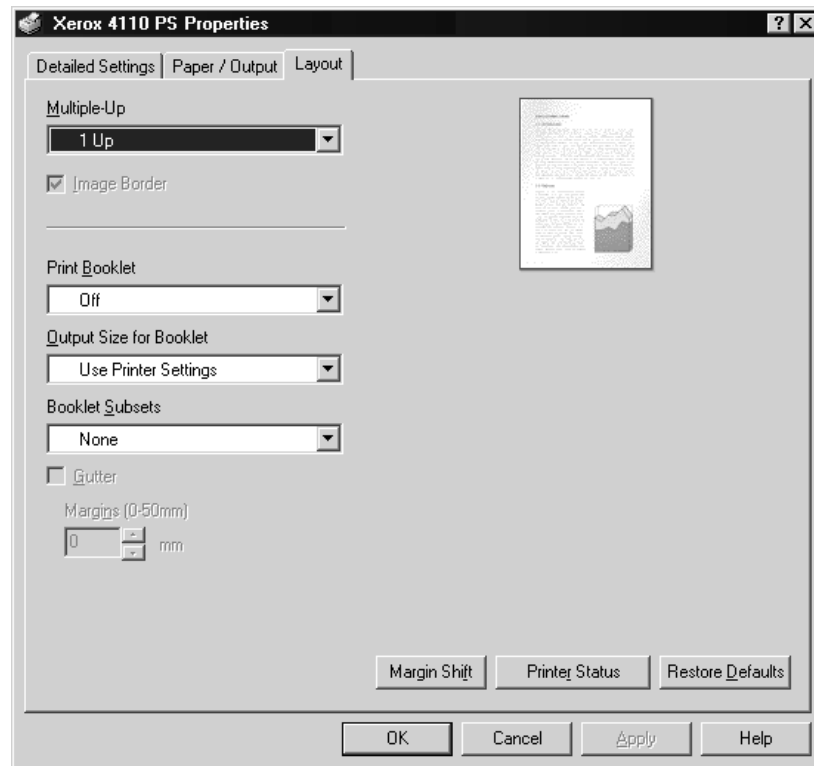 Xerox 4110 PS Properties
Detailed Settings Paper / Output Layout
Multiple-Up
1 Up
Image Border
Print Booklet
Off
Output Size for Booklet
Use Printer Settings
Booklet Subsets
None
Gutter
Margins (0-50mm)
0 mm
Margin Shift Printer Status Restore Defaults
OK Cancel Apply Help